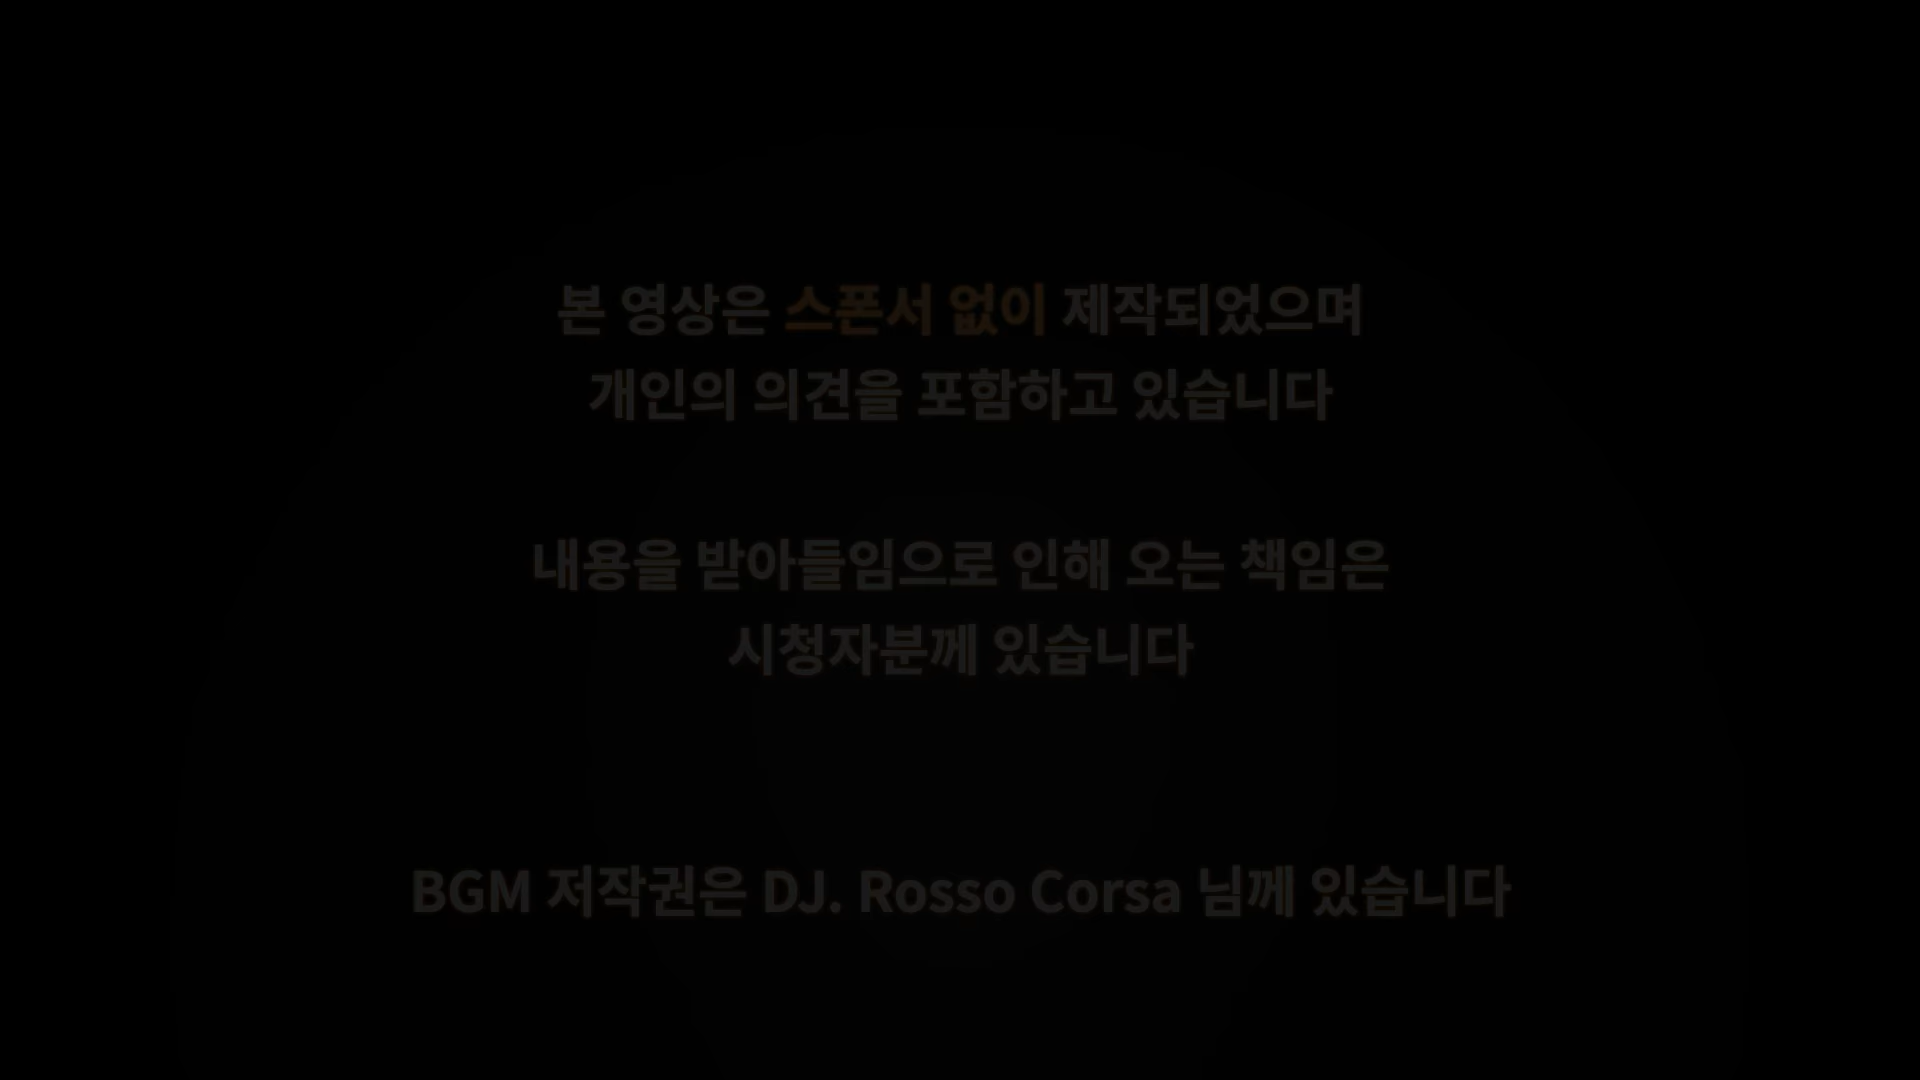 본 영상은 스폰서 없이 제작되었으며
개인의 의견을 포함하고 있습니다
내용을 받아들임으로 인해 오는 책임은
시청자분께 있습니다
BGM 저작권은 DJ. Rosso Corsa 님께 있습니다